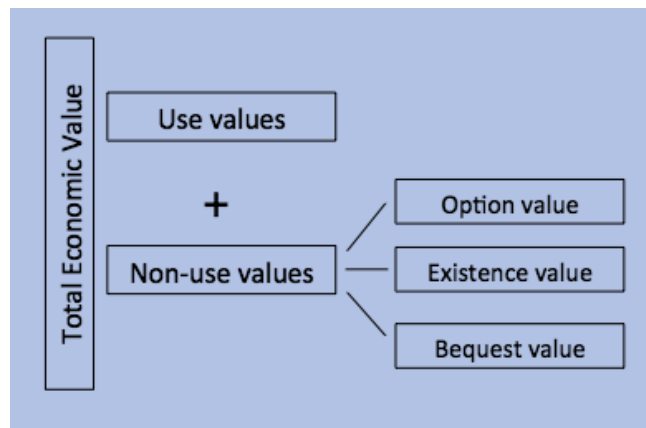 Total Economic Value
Use values
+
Non-use values
Option value
Existence value
Bequest value